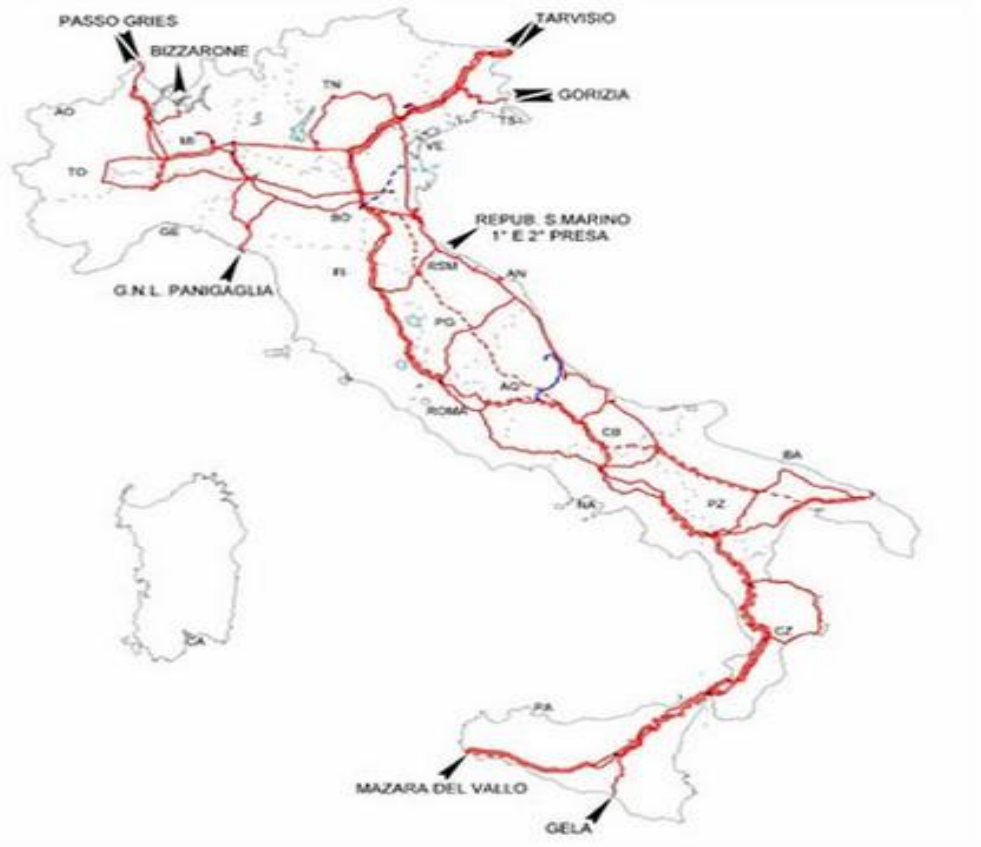 PASSO GRIES
TARVISIO
BIZZARONE
TN
GORIZIA
AO
TS
MI
VE
TO
BO
REPUB. S.MARINO
1° E 2° PRESA
GE
FI
RSM
AN
G.N.L. PANIGAGLIA
PG
AQ
ROMA
CB
BA
NA
PZ
CZ
CA
PA
MAZARA DEL VALLO
GELA